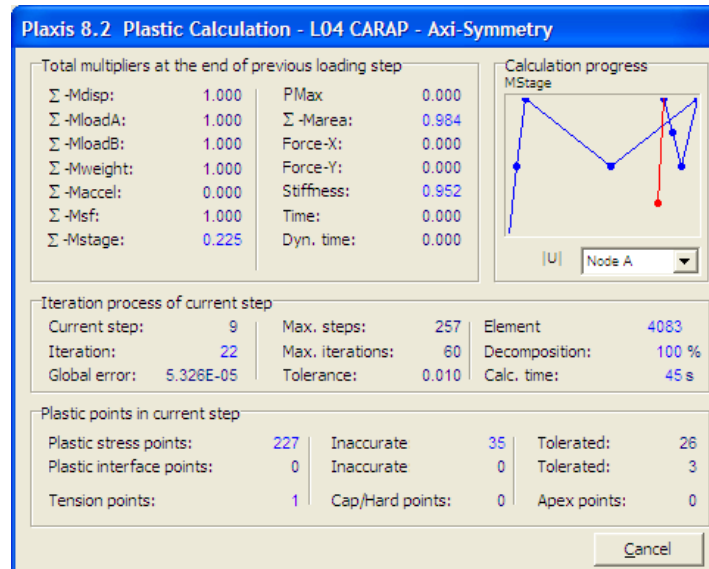 Plaxis 8.2 Plastic Calculation - L04 CARAP - Axi-Symmetry
Total multipliers at the end of previous loading step
Σ -Mdisp: 1.000 PMax 0.000
Σ -MloadA: 1.000 Σ -Marea: 0.984
Σ -MloadB: 1.000 Force-X: 0.000
Σ -Mweight: 1.000 Force-Y: 0.000
Σ -Maccel: 0.000 Stiffness: 0.952
Σ -Msf: 1.000 Time: 0.000
Σ -Mstage: 0.225 Dyn. time: 0.000
Calculation progress
MStage
|U| Node A
Iteration process of current step
Current step: 9 Max. steps: 257 Element 4083
Iteration: 22 Max. iterations: 60 Decomposition: 100 %
Global error: 5.326E-05 Tolerance: 0.010 Calc. time: 45 s
Plastic points in current step
Plastic stress points: 227 Inaccurate 35 Tolerated: 26
Plastic interface points: 0 Inaccurate 0 Tolerated: 3
Tension points: 1 Cap/Hard points: 0 Apex points: 0
Cancel